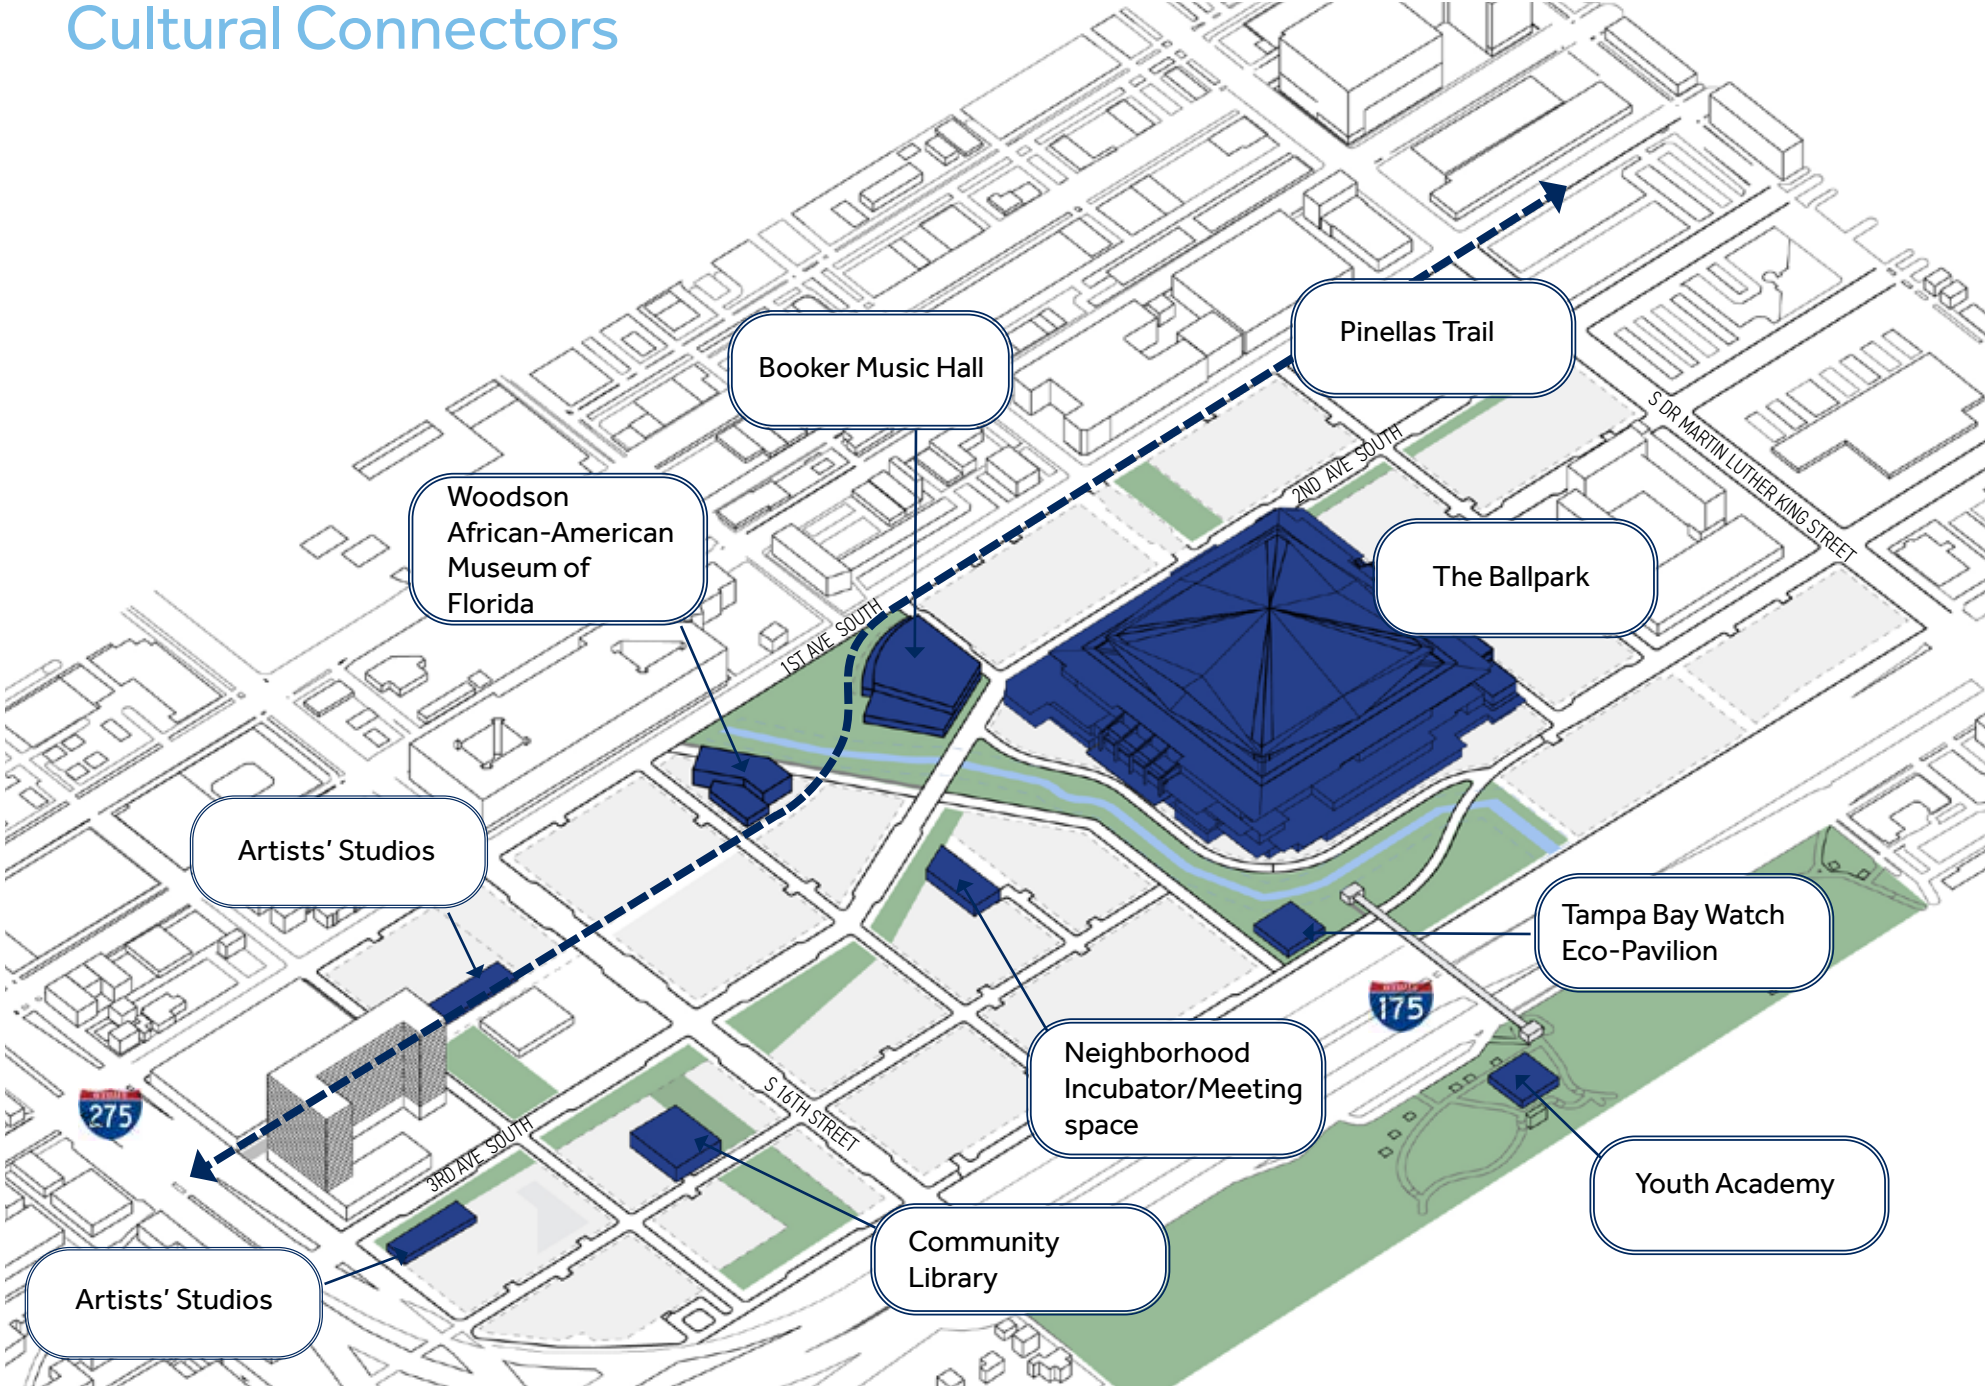 Cultural Connectors
Pinellas Trail
Booker Music Hall
S DR MARTIN LUTHER KING STREET
2ND AVE SOUTH
Woodson
African-American
Museum of
Florida
The Ballpark
1ST AVE SOUTH
Artists’ Studios
Tampa Bay Watch
Eco-Pavilion
175
Neighborhood
Incubator/Meeting
space
275
S 16TH STREET
3RD AVE SOUTH
Youth Academy
Community
Library
Artists’ Studios